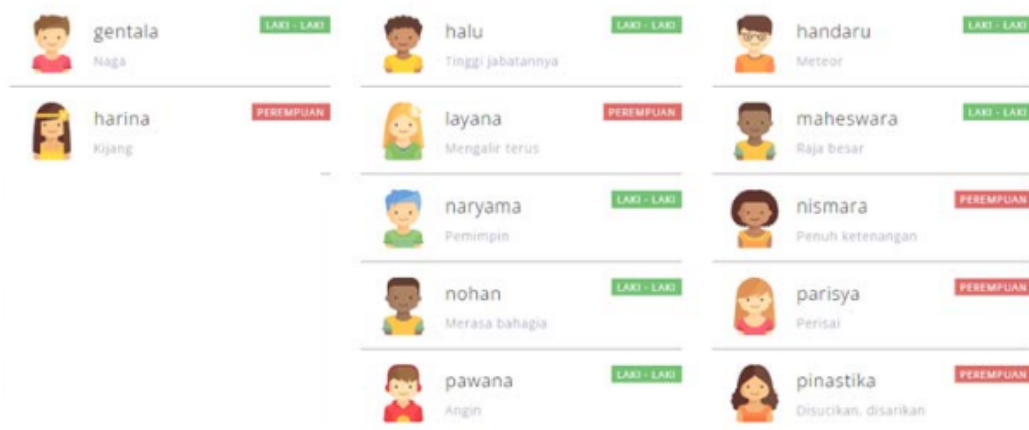 gentala
LAKI - LAKI
Naga
halu
LAKI - LAKI
Tinggi jabatannya
handaru
LAKI - LAKI
Meteor
harina
PEREMPUAN
Kijang
layana
PEREMPUAN
Mengalir terus
maheswara
LAKI - LAKI
Raja besar
naryama
LAKI - LAKI
Pemimpin
nismara
PEREMPUAN
Penuh ketenangan
nohan
LAKI - LAKI
Merasa bahagia
parisya
PEREMPUAN
Perisai
pawana
LAKI - LAKI
Angin
pinastika
PEREMPUAN
Disucikan, disarikan